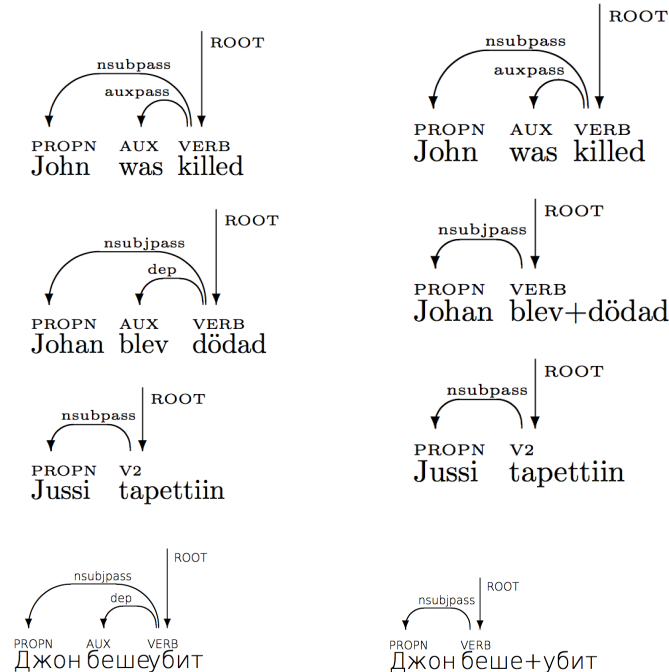 ROOT
nsubpass
auxpass
PROPN AUX VERB
John was killed
ROOT
nsubjpass
dep
PROPN AUX VERB
Johan blev dödad
ROOT
nsubpass
PROPN V2
Jussi tapettiin
ROOT
nsubjpass
dep
PROPN AUX VERB
Джон бешеубит
ROOT
nsubpass
auxpass
PROPN AUX VERB
John was killed
ROOT
nsubpass
PROPN VERB
Johan blev+dödad
ROOT
nsubpass
PROPN V2
Jussi tapettiin
ROOT
nsubjpass
PROPN VERB
Джон беше+убит